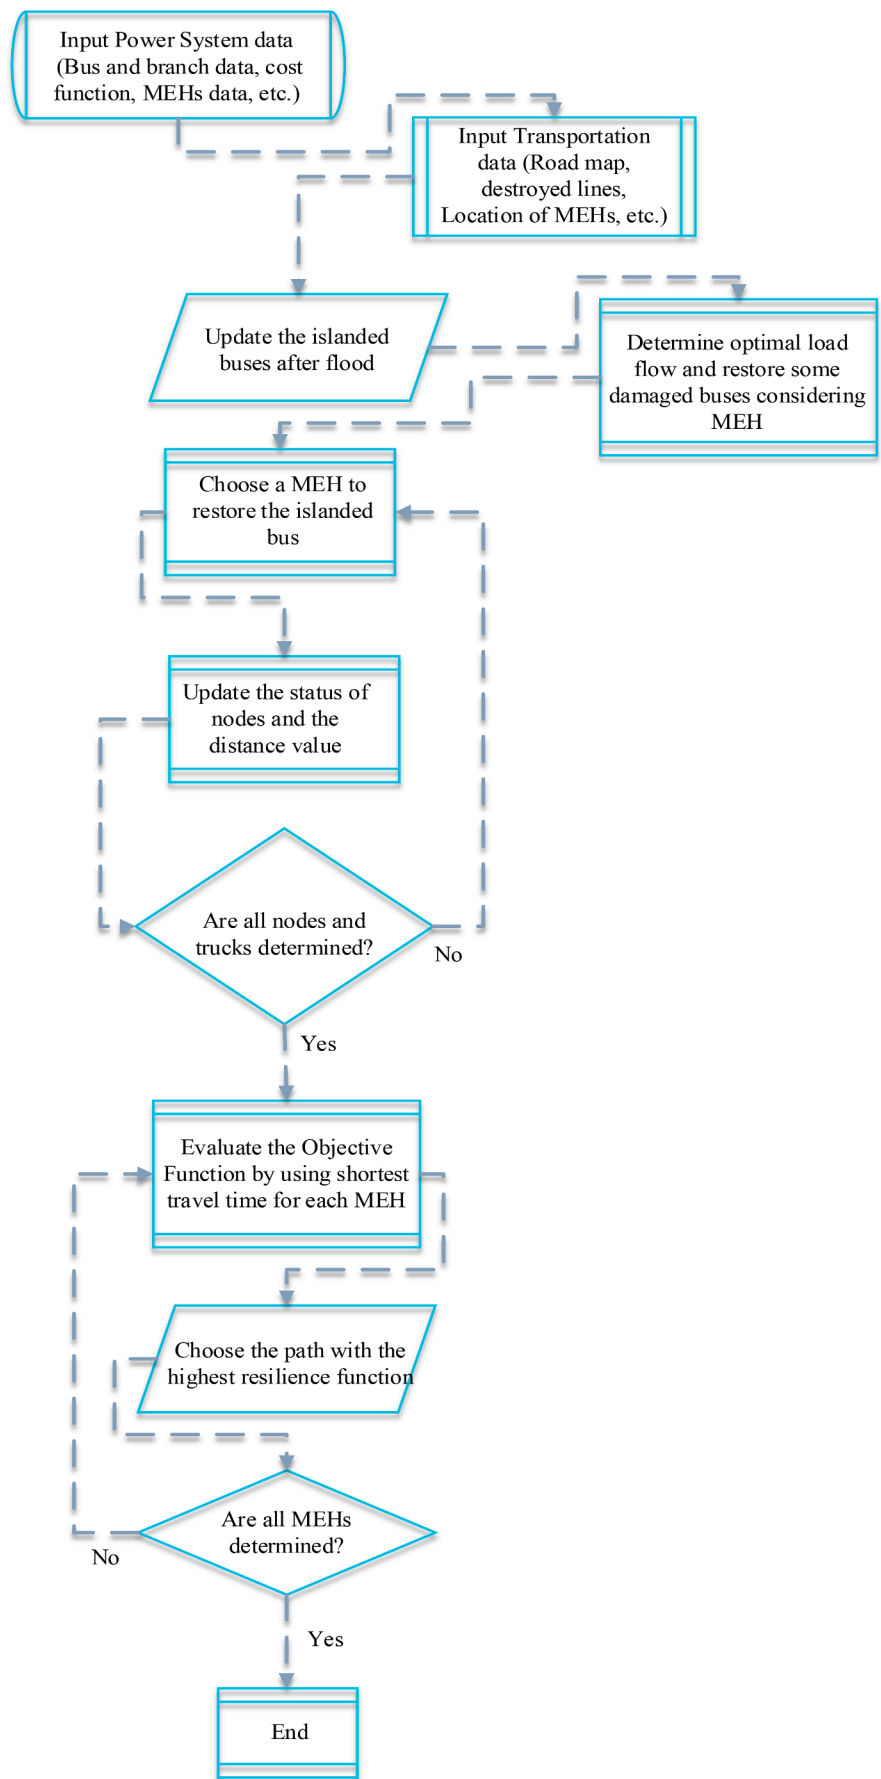 Input Power System data
(Bus and branch data, cost
function, MEHs data, etc.)
Input Transportation
data (Road map,
destroyed lines,
Location of MEHs, etc.)
Update the islanded
buses after flood
Determine optimal load
flow and restore some
damaged buses considering
MEH
Choose a MEH to
restore the islanded
bus
Update the status of
nodes and the
distance value
Are all nodes and
trucks determined?
No
Yes
Evaluate the Objective
Function by using shortest
travel time for each MEH
Choose the path with the
highest resilience function
Are all MEHs
determined?
No
Yes
End